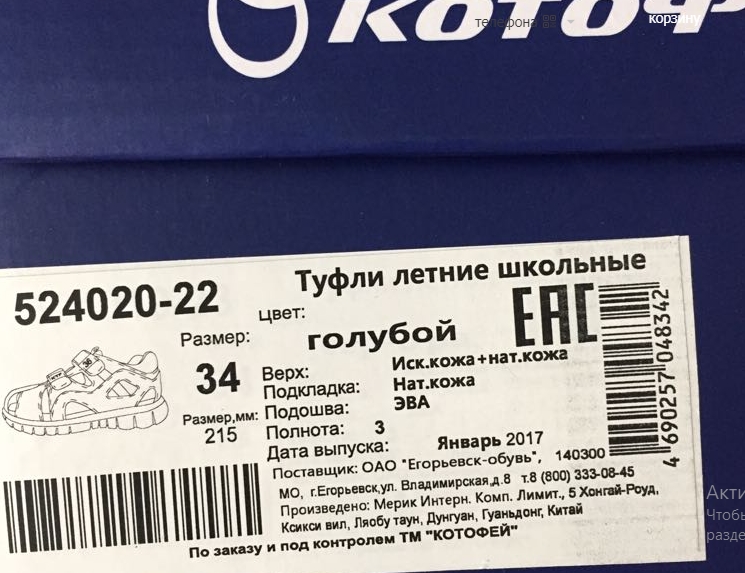 телефона
корзину
КОТОФ
524020-22
Туфли летние школьные
цвет:
голубой
EAC
Размер:
34
Размер,мм:
215
Верх: Иск.кожа+нат.кожа
Подкладка: Нат.кожа
Подошва: ЭВА
Полнота: 3
Дата выпуска: Январь 2017
Поставщик: ОАО "Егорьевск-обувь", 140300
МО, г.Егорьевск,ул. Владимирская,д.8 т.8 (800) 333-08-45
Произведено: Мерик Интерн. Комп. Лимит., 5 Хонгай-Роуд,
Ксикси вил, Ляобу таун, Дунгуан, Гуаньдонг, Китай
По заказу и под контролем ТМ "КОТОФЕЙ"
4 690257 048342
Акти
Чтобы
разде